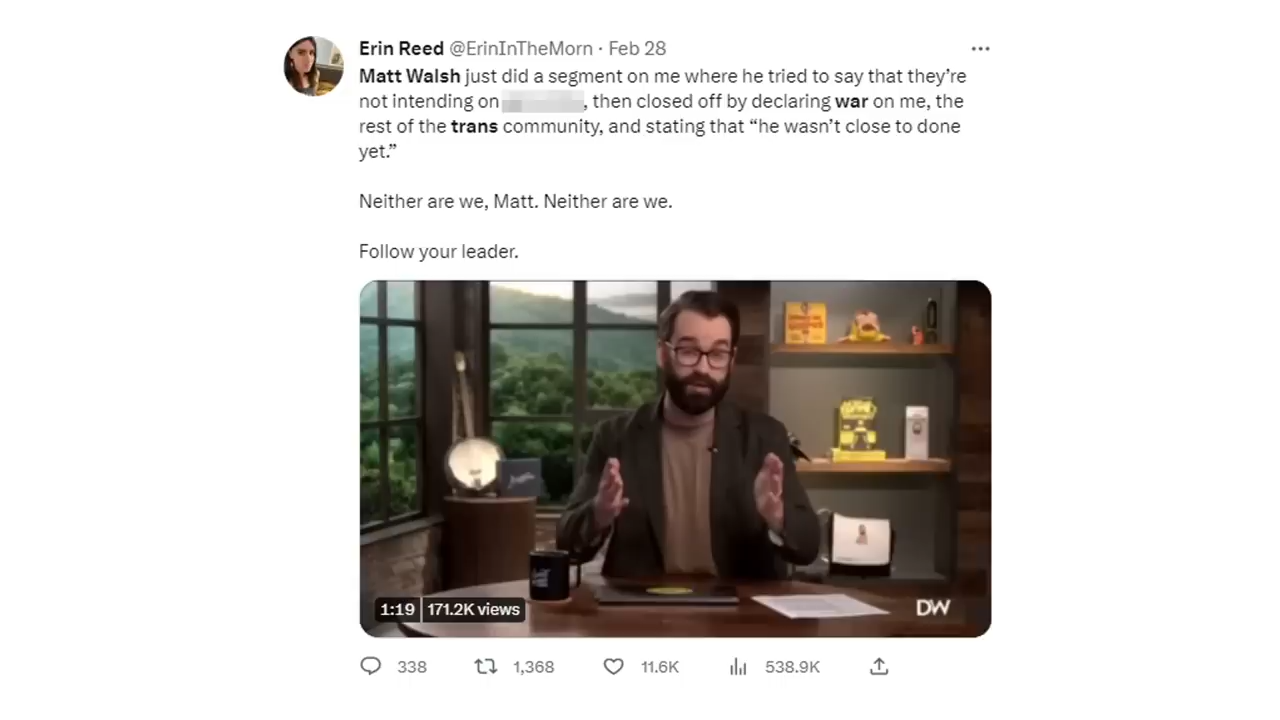 Erin Reed @ErinInTheMorn · Feb 28
Matt Walsh just did a segment on me where he tried to say that they're
not intending on , then closed off by declaring war on me, the
rest of the trans community, and stating that “he wasn't close to done
yet.”
Neither are we, Matt. Neither are we.
Follow your leader.
1:19 171.2K views
DW
338 1,368 11.6K 538.9K